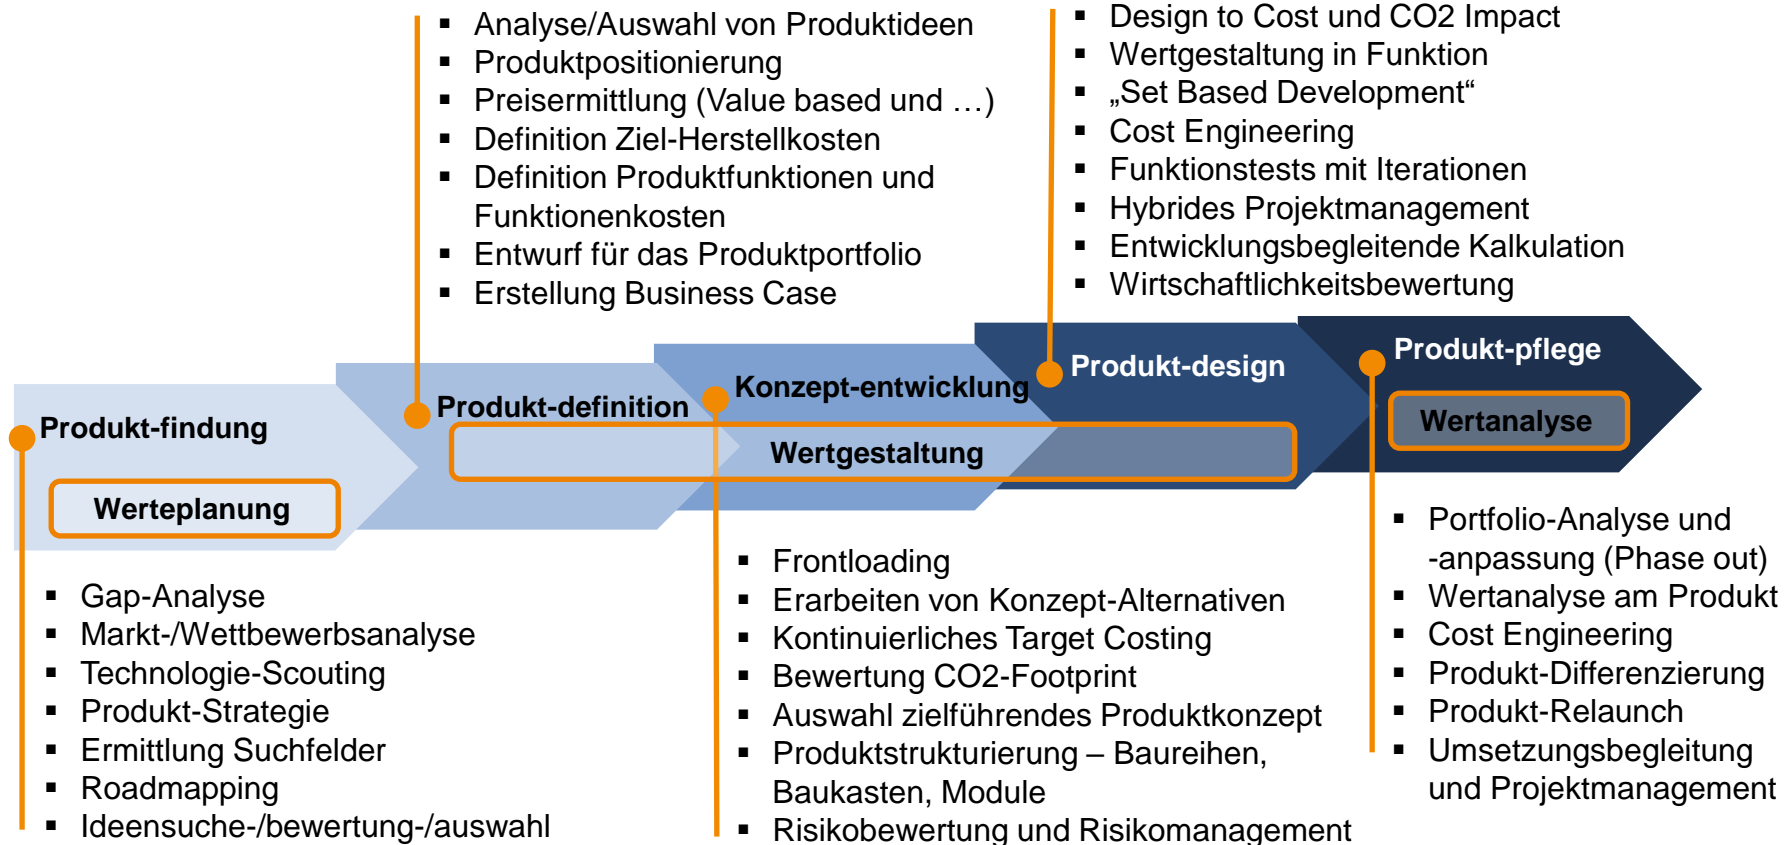 ▪ Analyse/Auswahl von Produktideen
▪ Produktpositionierung
▪ Preisermittlung (Value based und …)
▪ Definition Ziel-Herstellkosten
▪ Definition Produktfunktionen und
Funktionenkosten
▪ Entwurf für das Produktportfolio
▪ Erstellung Business Case
▪ Design to Cost und CO2 Impact
▪ Wertgestaltung in Funktion
▪ „Set Based Development“
▪ Cost Engineering
▪ Funktionstests mit Iterationen
▪ Hybrides Projektmanagement
▪ Entwicklungsbegleitende Kalkulation
▪ Wirtschaftlichkeitsbewertung
Produkt-findung
Produkt-definition
Konzept-entwicklung
Produkt-design
Produkt-pflege
Werteplanung
Wertgestaltung
Wertanalyse
▪ Gap-Analyse
▪ Markt-/Wettbewerbsanalyse
▪ Technologie-Scouting
▪ Produkt-Strategie
▪ Ermittlung Suchfelder
▪ Roadmapping
▪ Ideensuche-/bewertung-/auswahl
▪ Frontloading
▪ Erarbeiten von Konzept-Alternativen
▪ Kontinuierliches Target Costing
▪ Bewertung CO2-Footprint
▪ Auswahl zielführendes Produktkonzept
▪ Produktstrukturierung – Baureihen,
Baukasten, Module
▪ Risikobewertung und Risikomanagement
▪ Portfolio-Analyse und
-anpassung (Phase out)
▪ Wertanalyse am Produkt
▪ Cost Engineering
▪ Produkt-Differenzierung
▪ Produkt-Relaunch
▪ Umsetzungsbegleitung
und Projektmanagement